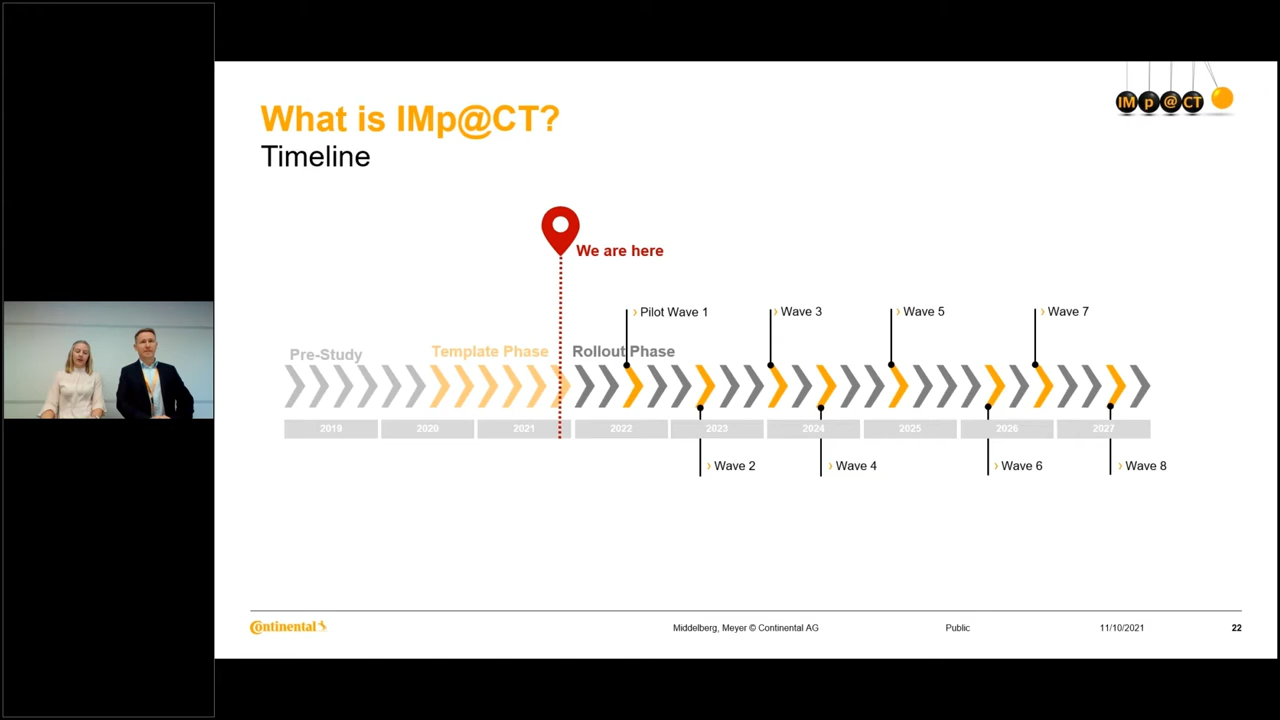 IM p @ CT
What is IMp@CT?
Timeline
We are here
Pilot Wave 1
Wave 3
Wave 5
Wave 7
Pre-Study
Template Phase
Rollout Phase
2019 2020 2021 2022 2023 2024 2025 2026 2027
Wave 2
Wave 4
Wave 6
Wave 8
Continental
Middelberg, Meyer © Continental AG
Public
11/10/2021
22